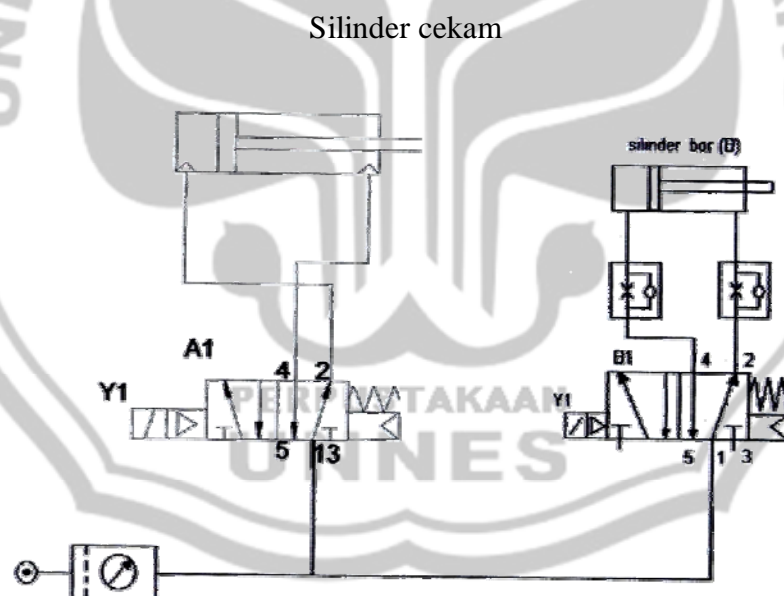 Silinder cekam
silinder bor (B)
A1
4 2
Y1
5 13
B1
4 2
Y1
5 1 3
PERPUSTAKAAN
UNNES